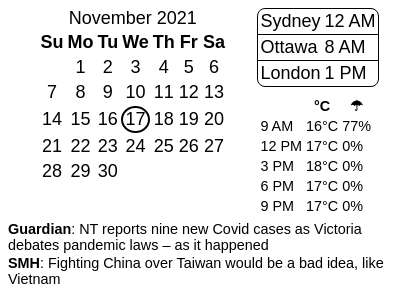 November 2021
Su Mo Tu We Th Fr Sa
1 2 3 4 5 6
7 8 9 10 11 12 13
14 15 16 17 18 19 20
21 22 23 24 25 26 27
28 29 30
Sydney 12 AM
Ottawa 8 AM
London 1 PM
°C ☂
9 AM 16°C 77%
12 PM 17°C 0%
3 PM 18°C 0%
6 PM 17°C 0%
9 PM 17°C 0%
Guardian: NT reports nine new Covid cases as Victoria
debates pandemic laws – as it happened
SMH: Fighting China over Taiwan would be a bad idea, like
Vietnam